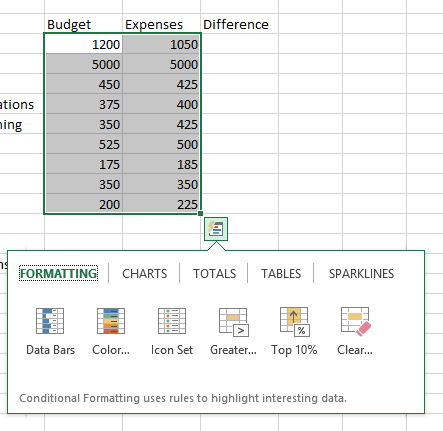 Budget Expenses Difference
1200 1050
5000 5000
450 425
ations 375 400
ning 350 425
525 500
175 185
350 350
200 225
FORMATTING CHARTS TOTALS TABLES SPARKLINES
Data Bars Color... Icon Set Greater... Top 10% Clear...
Conditional Formatting uses rules to highlight interesting data.